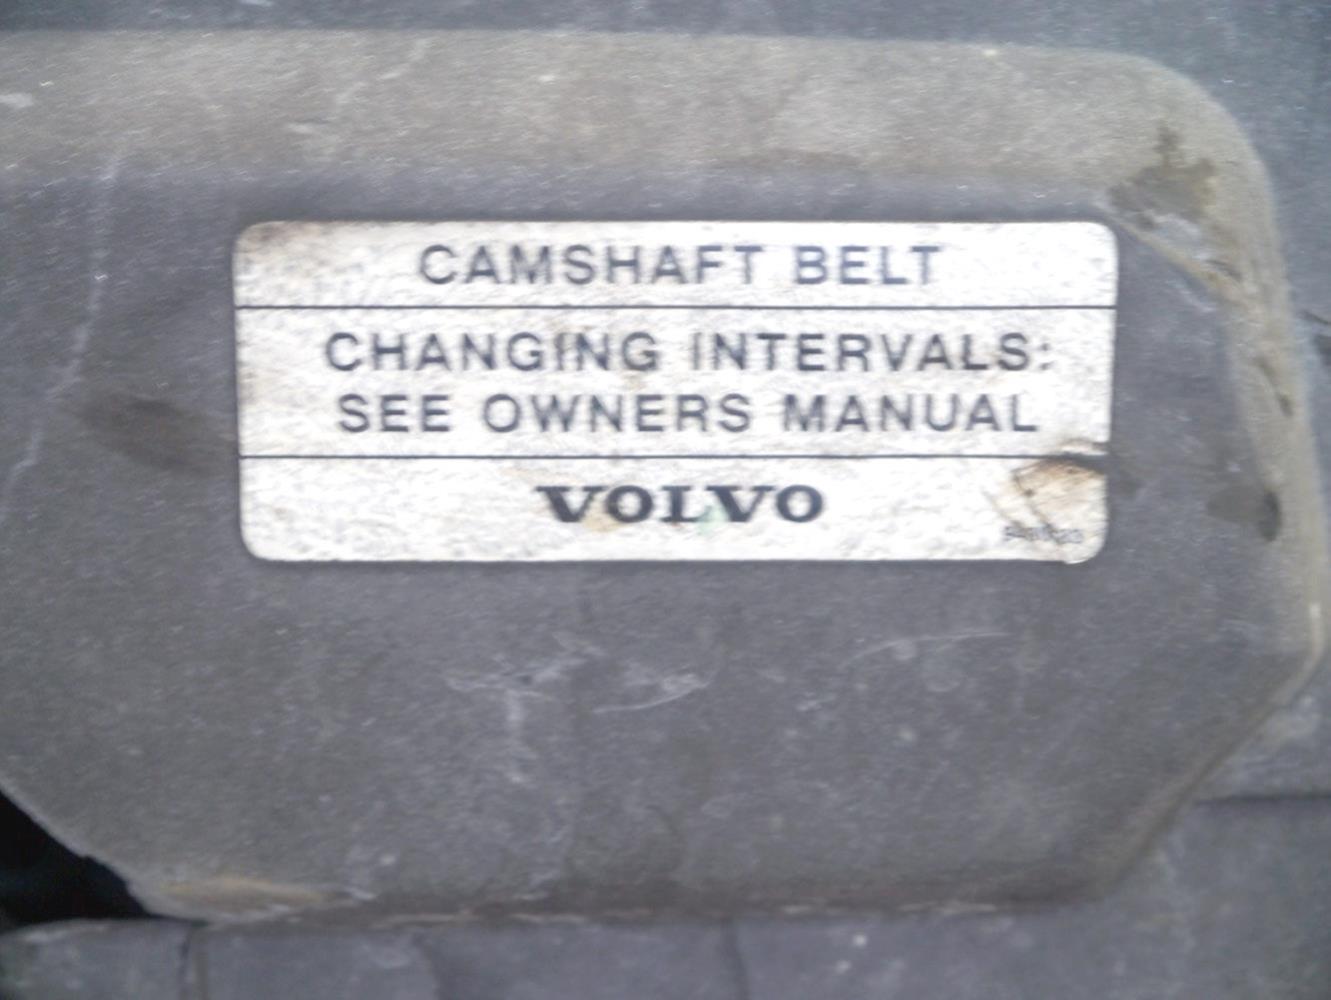 CAMSHAFT BELT
CHANGING INTERVALS:
SEE OWNERS MANUAL
VOLVO